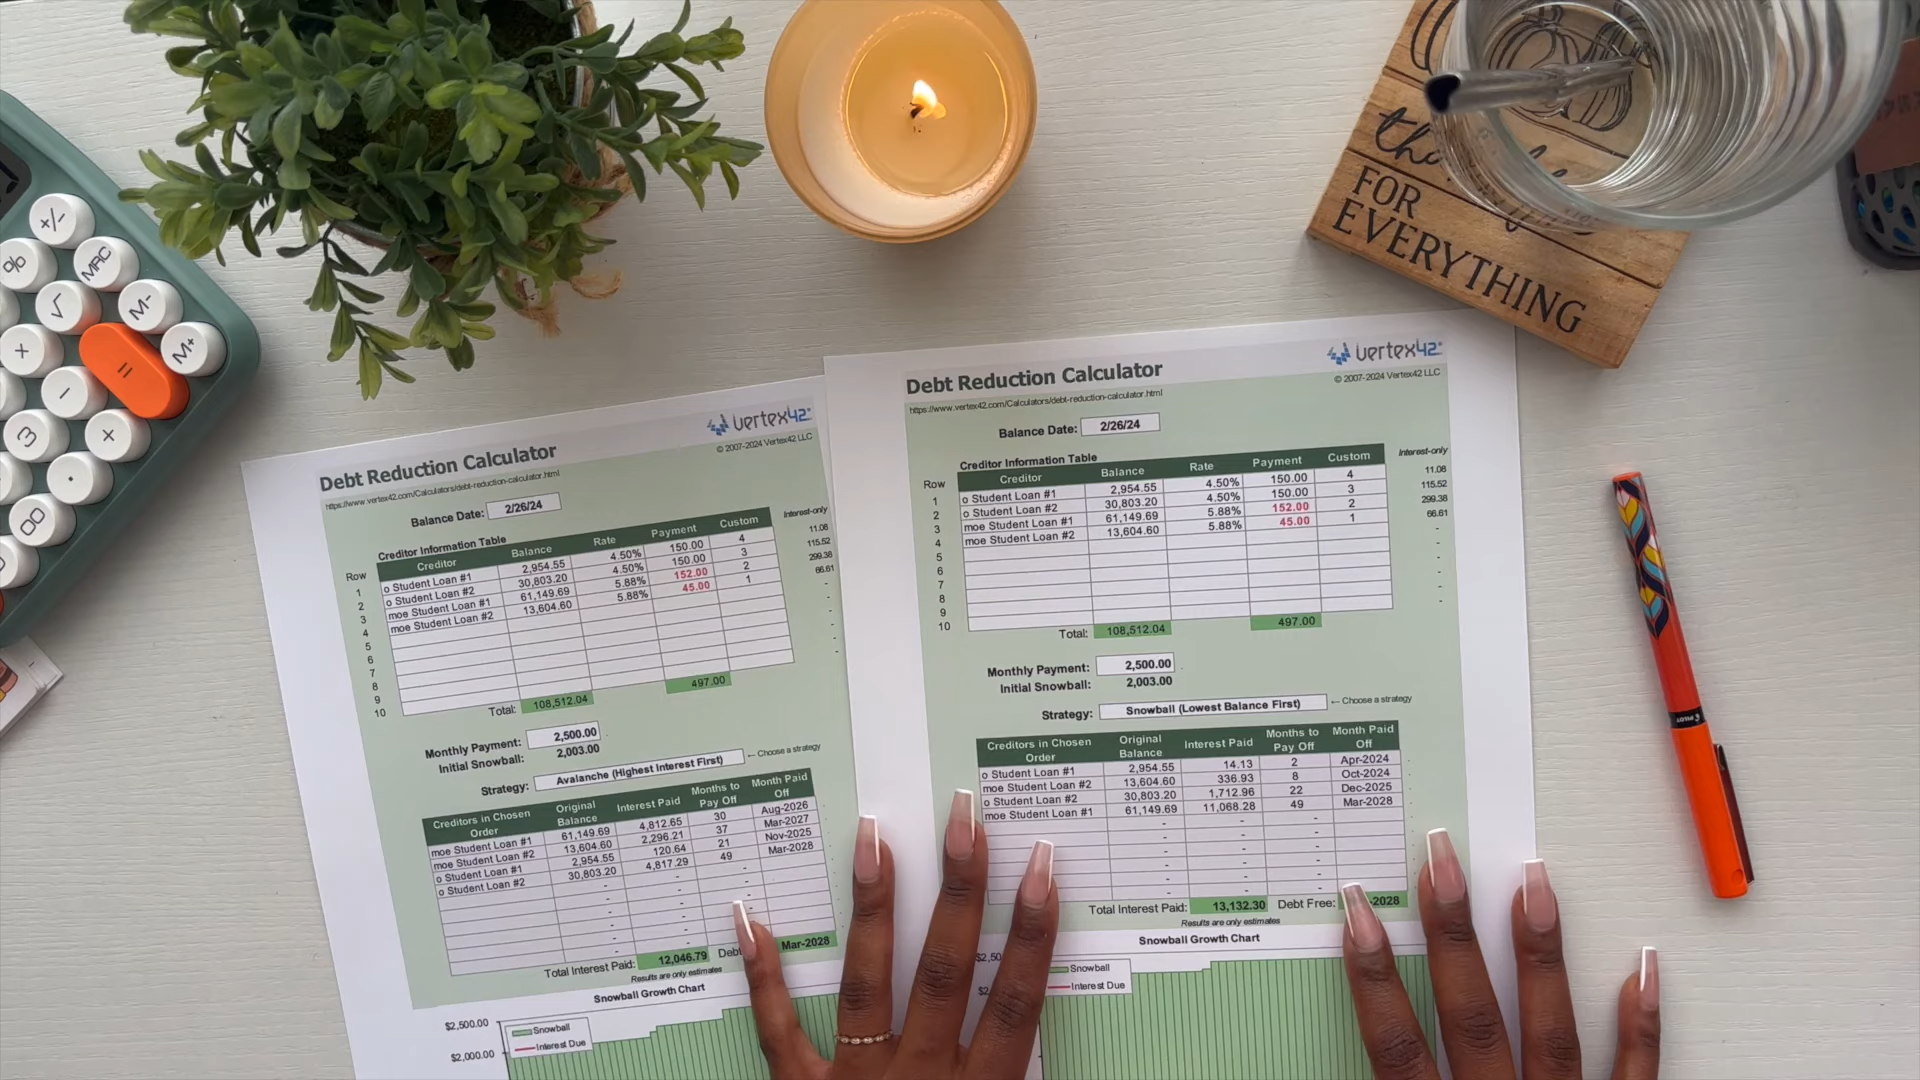 +/-
%
MRC
√
M-
+
=
M+
-
3
+
.
00
FOR
EVERYTHING
Debt Reduction Calculator
vertex42
https://www.vertex42.com/Calculators/debt-reduction-calculator.html
© 2007-2024 Vertex42 LLC
Balance Date: 2/26/24
Creditor Information Table
Interest-only
Row Creditor Balance Rate Payment Custom
1 o Student Loan #1 2,954.55 4.50% 150.00 4 11.08
2 o Student Loan #2 30,803.20 4.50% 150.00 3 115.52
3 moe Student Loan #1 61,149.69 5.88% 152.00 2 299.38
4 moe Student Loan #2 13,604.60 5.88% 45.00 1 66.61
5
6
7
8
9
10
Total: 108,512.04 497.00
Monthly Payment: 2,500.00
Initial Snowball: 2,003.00
Strategy: Avalanche (Highest Interest First) ← Choose a strategy
Creditors in Chosen Order Original Balance Interest Paid Months to Pay Off Month Paid Off
moe Student Loan #1 61,149.69 4,812.65 30 Aug-2026
moe Student Loan #2 13,604.60 2,296.21 37 Mar-2027
o Student Loan #1 2,954.55 120.64 21 Nov-2025
o Student Loan #2 30,803.20 4,817.29 49 Mar-2028
Total Interest Paid: 12,046.79 Mar-2028
Results are only estimates
Snowball Growth Chart
$2,500.00
$2,000.00
Snowball
Interest Due
Debt Reduction Calculator
vertex42
https://www.vertex42.com/Calculators/debt-reduction-calculator.html
© 2007-2024 Vertex42 LLC
Balance Date: 2/26/24
Creditor Information Table
Interest-only
Row Creditor Balance Rate Payment Custom
1 o Student Loan #1 2,954.55 4.50% 150.00 4 11.08
2 o Student Loan #2 30,803.20 4.50% 150.00 3 115.52
3 moe Student Loan #1 61,149.69 5.88% 152.00 2 299.38
4 moe Student Loan #2 13,604.60 5.88% 45.00 1 66.61
5
6
7
8
9
10
Total: 108,512.04 497.00
Monthly Payment: 2,500.00
Initial Snowball: 2,003.00
Strategy: Snowball (Lowest Balance First) ← Choose a strategy
Creditors in Chosen Order Original Balance Interest Paid Months to Pay Off Month Paid Off
o Student Loan #1 2,954.55 14.13 2 Apr-2024
moe Student Loan #2 13,604.60 336.93 8 Oct-2024
o Student Loan #2 30,803.20 1,712.96 22 Dec-2025
moe Student Loan #1 61,149.69 11,068.28 49 Mar-2028
Total Interest Paid: 13,132.30 Debt Free: -2028
Results are only estimates
Snowball Growth Chart
Snowball
Interest Due
PILOT